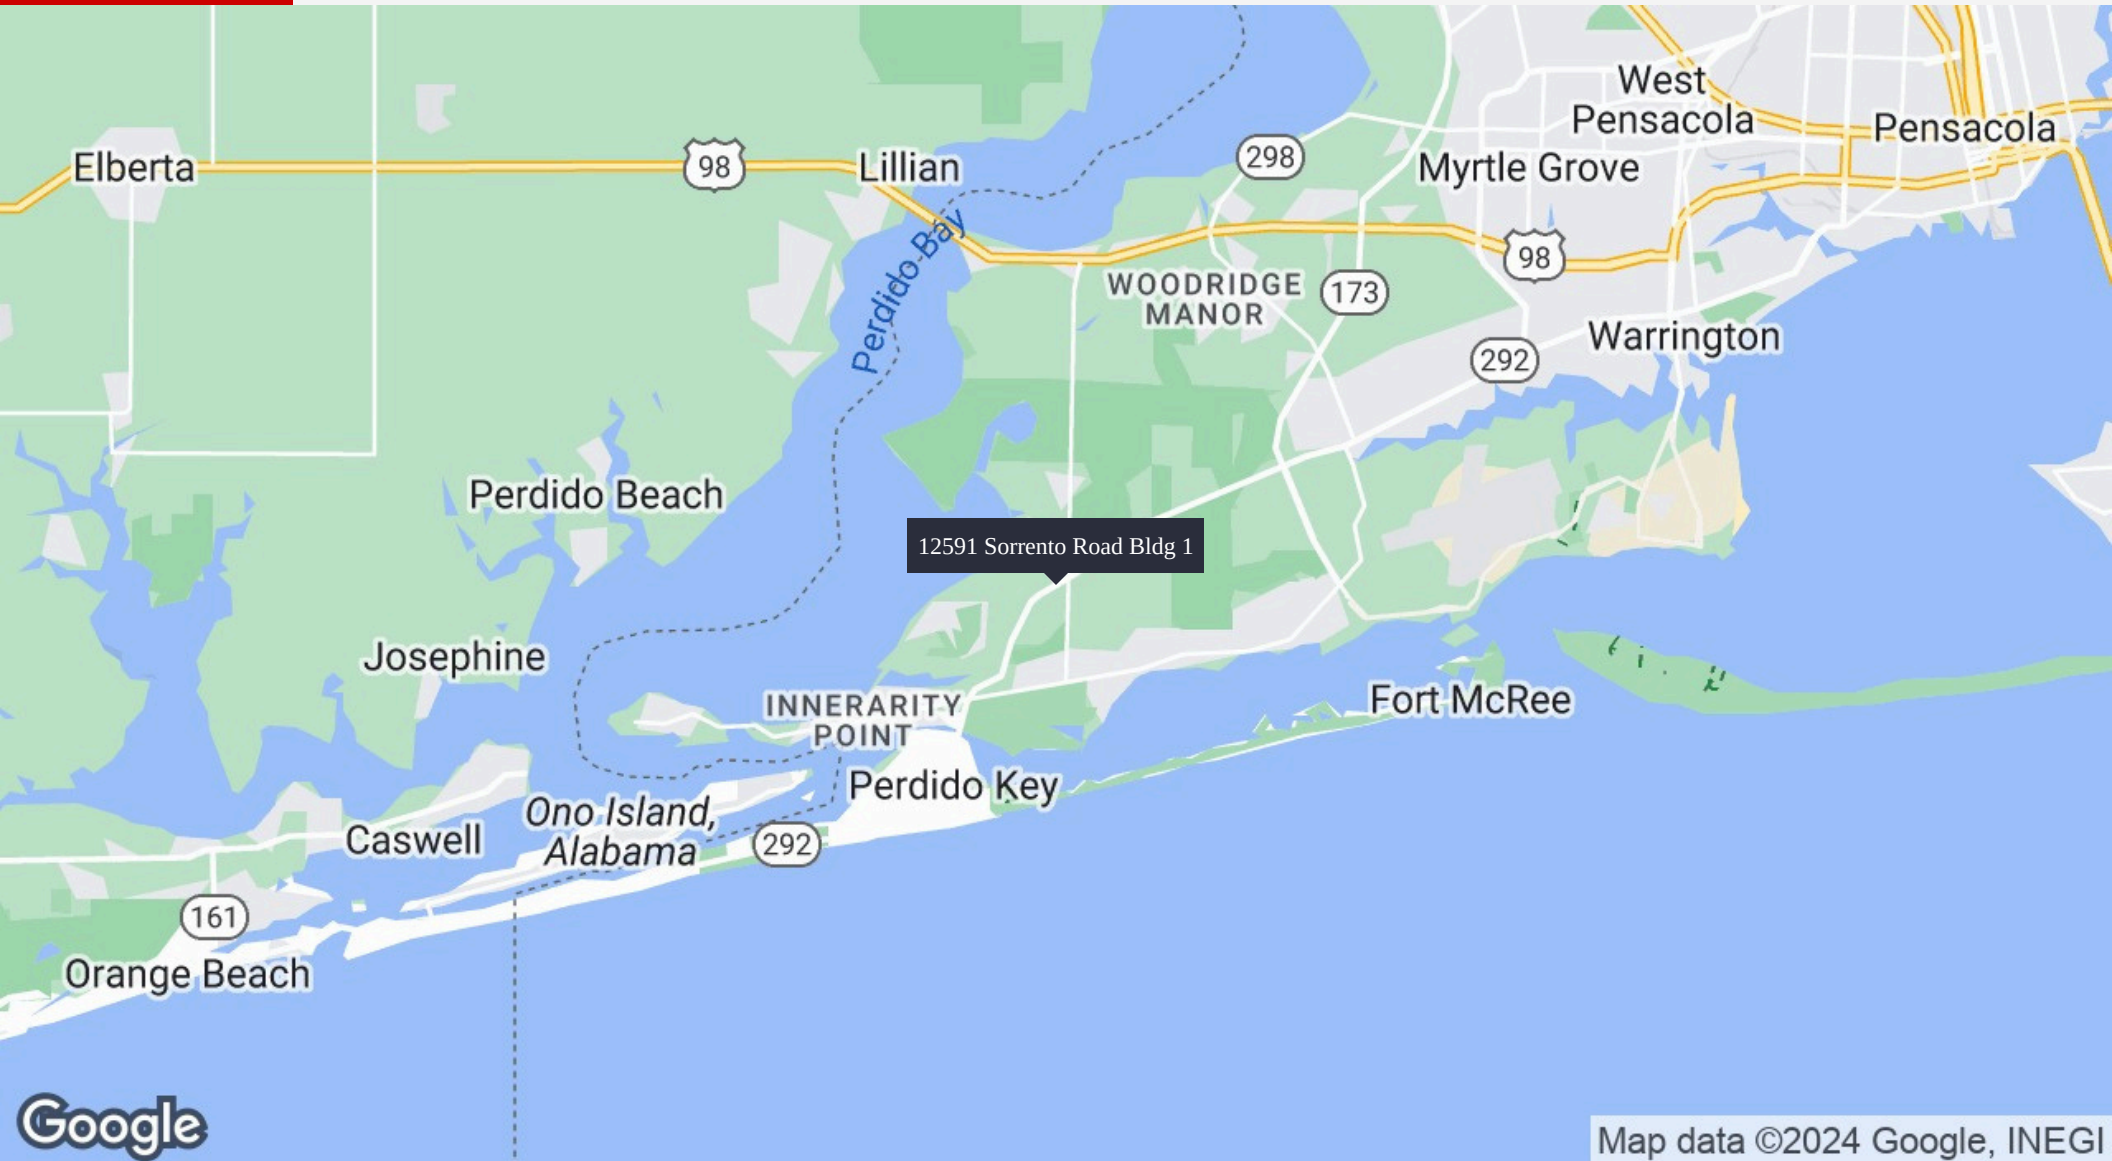 West
Pensacola
Pensacola
298
Elberta
98
Lillian
Myrtle Grove
Perdido Bay
98
WOODRIDGE
MANOR
173
Warrington
292
Perdido Beach
12591 Sorrento Road Bldg 1
Josephine
INNERARITY
POINT
Fort McRee
Perdido Key
Ono Island,
Alabama
Caswell
292
161
Orange Beach
Google
Map data ©2024 Google, INEGI